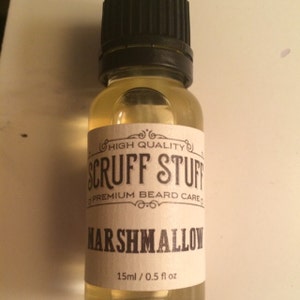 HIGH QUALITY
SCRUFF STUFF
PREMIUM BEARD CARE
MARSHMALLOW
15ml / 0.5 fl oz